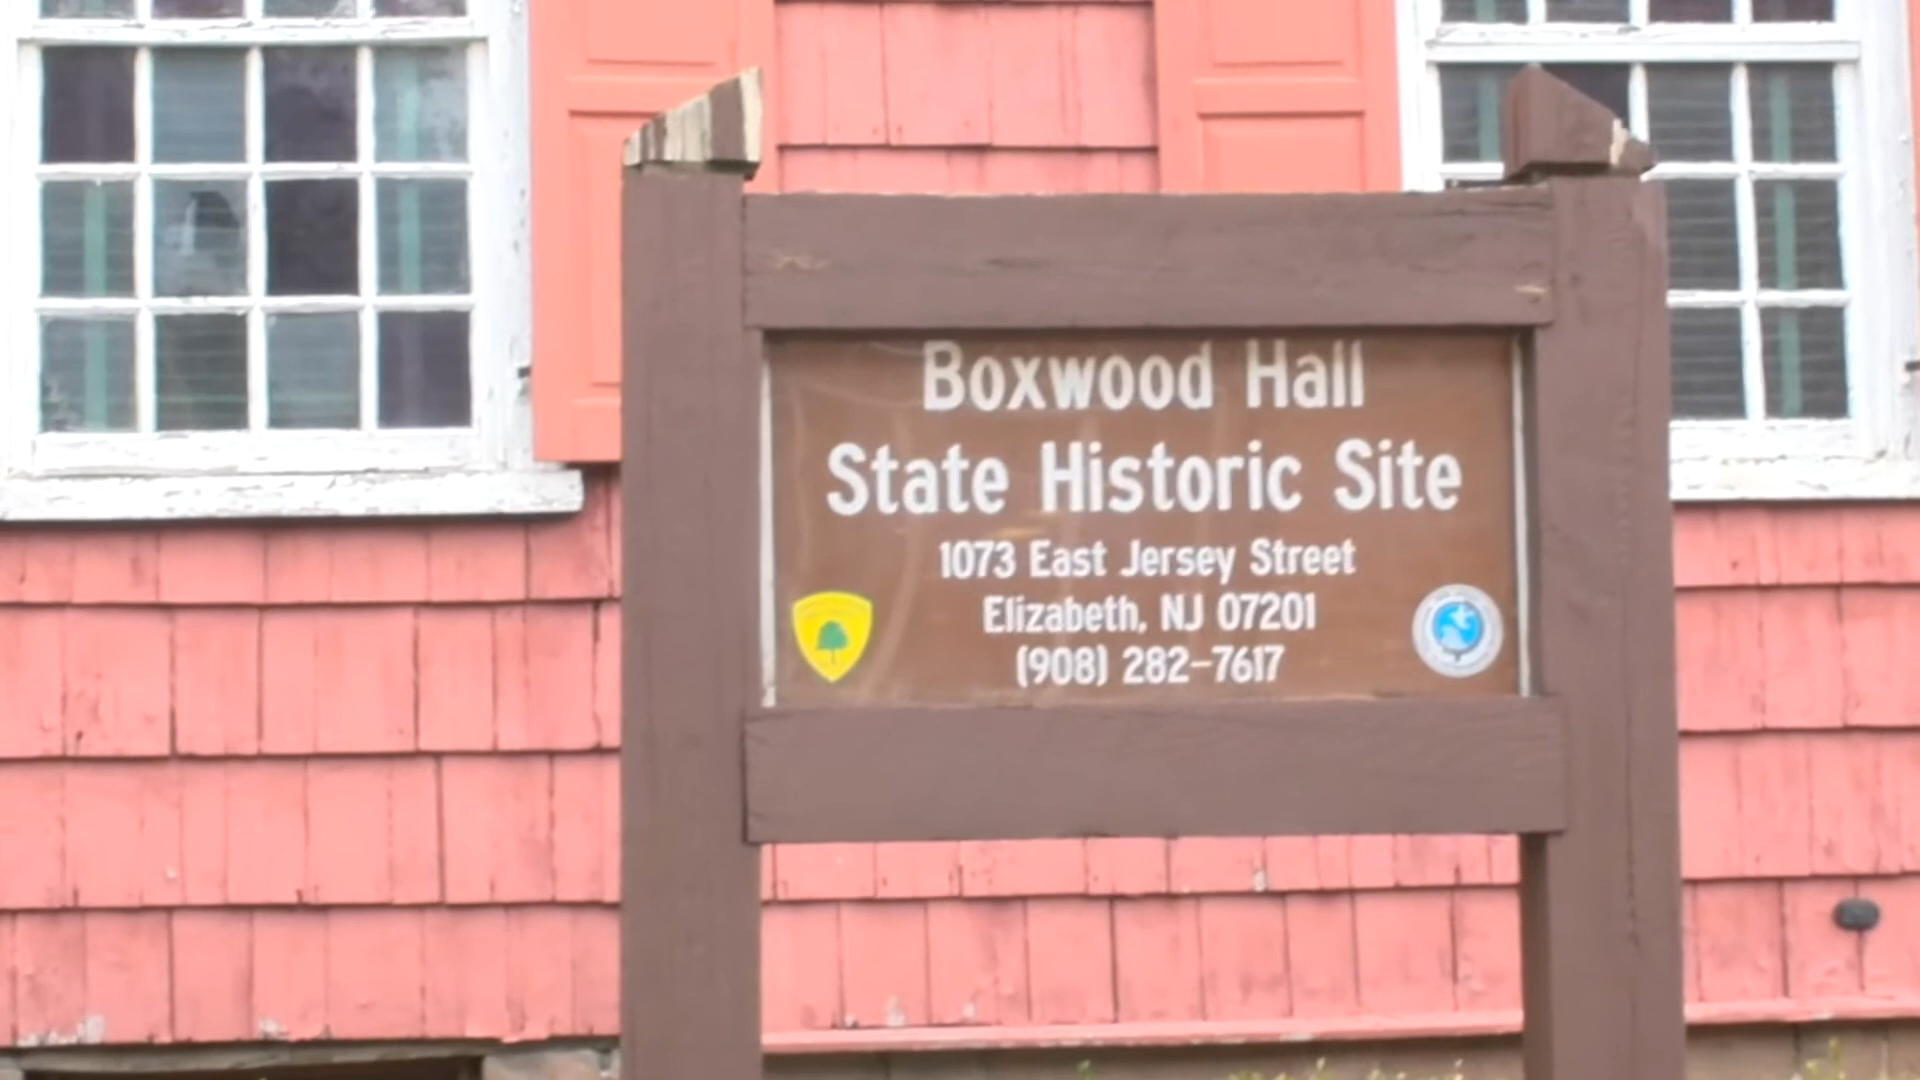 Boxwood Hall
State Historic Site
1073 East Jersey Street
Elizabeth, NJ 07201
(908) 282-7617